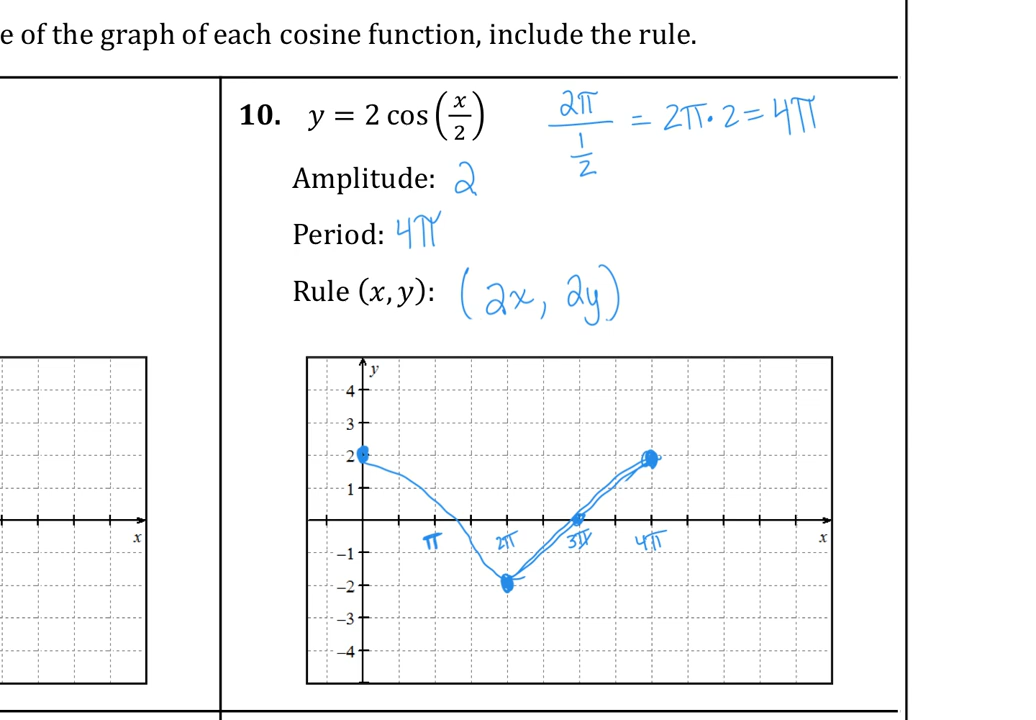 e of the graph of each cosine function, include the rule.
10. y = 2 cos(x/2) 2π/(1/2) = 2π·2 = 4π
Amplitude: 2
Period: 4π
Rule (x, y): (2x, 2y)
y
4
3
2
1
π 2π 3π 4π
x x
−1
−2
−3
−4